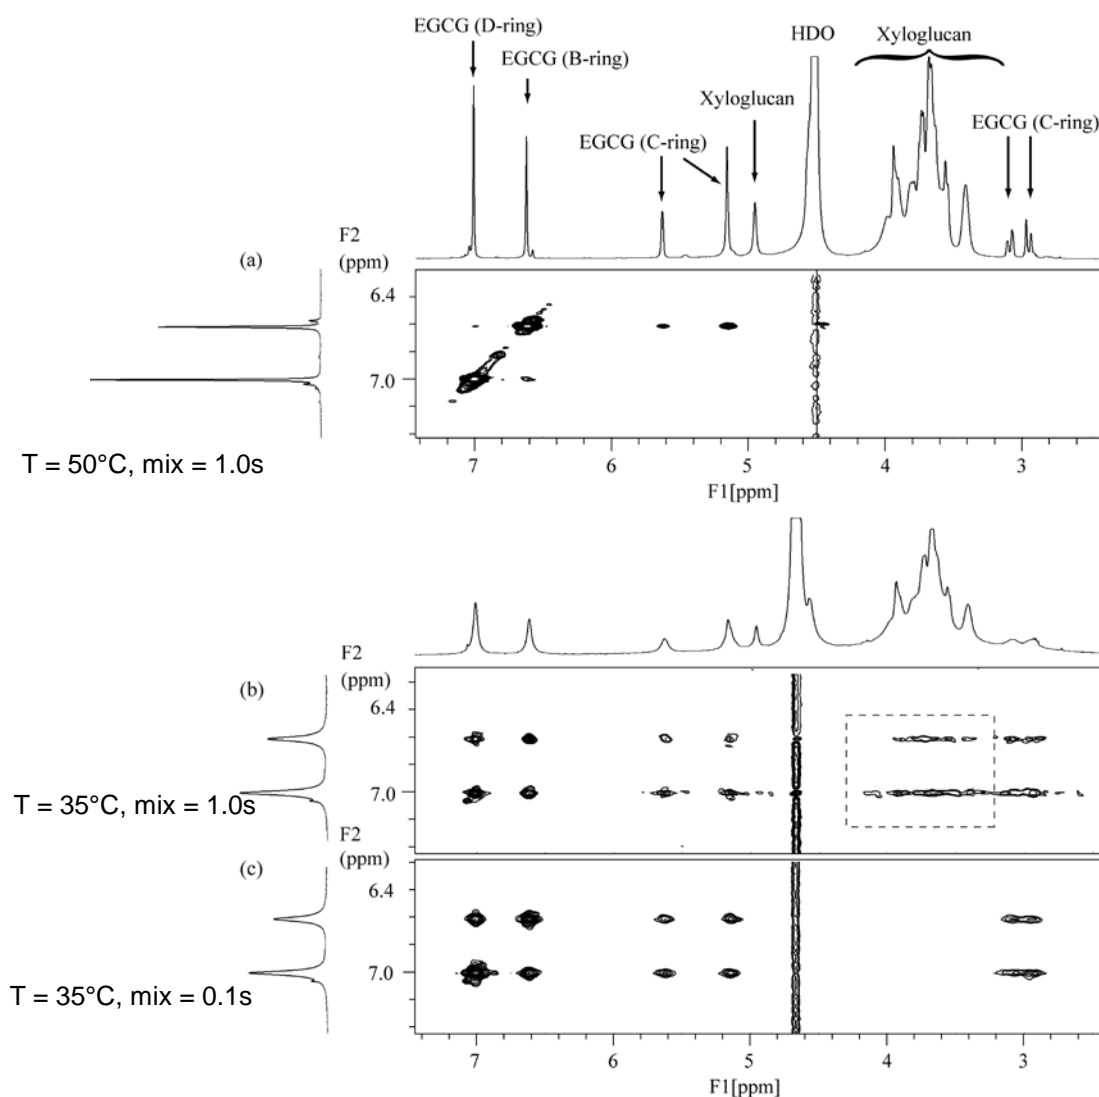 EGCG (D-ring)
EGCG (B-ring)
HDO
Xyloglucan
Xyloglucan
EGCG (C-ring)
EGCG (C-ring)
(a)
F2
(ppm)
6.4
7.0
T = 50°C, mix = 1.0s
7
6
5
4
3
F1[ppm]
(b)
F2
(ppm)
6.4
7.0
T = 35°C, mix = 1.0s
(c)
F2
(ppm)
6.4
7.0
T = 35°C, mix = 0.1s
7
6
5
4
3
F1[ppm]